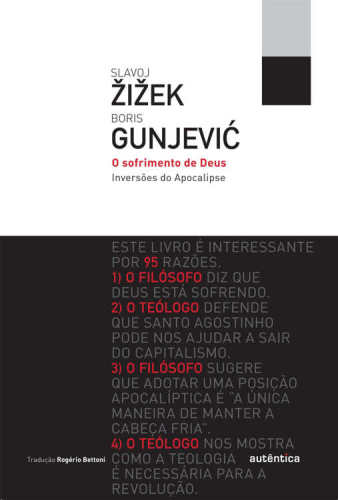 SLAVOJ
ŽIŽEK
BORIS
GUNJEVIĆ
O sofrimento de Deus
Inversões do Apocalipse
ESTE LIVRO É INTERESSANTE
POR 95 RAZÕES.
1) O FILÓSOFO DIZ QUE
DEUS ESTÁ SOFRENDO.
2) O TEÓLOGO DEFENDE
QUE SANTO AGOSTINHO
PODE NOS AJUDAR A SAIR
DO CAPITALISMO.
3) O FILÓSOFO SUGERE
QUE ADOTAR UMA POSIÇÃO
APOCALÍPTICA É “A ÚNICA
MANEIRA DE MANTER A
CABEÇA FRIA”.
4) O TEÓLOGO NOS MOSTRA
COMO A TEOLOGIA
É NECESSÁRIA PARA A
REVOLUÇÃO.
Tradução Rogério Bettoni
autêntica